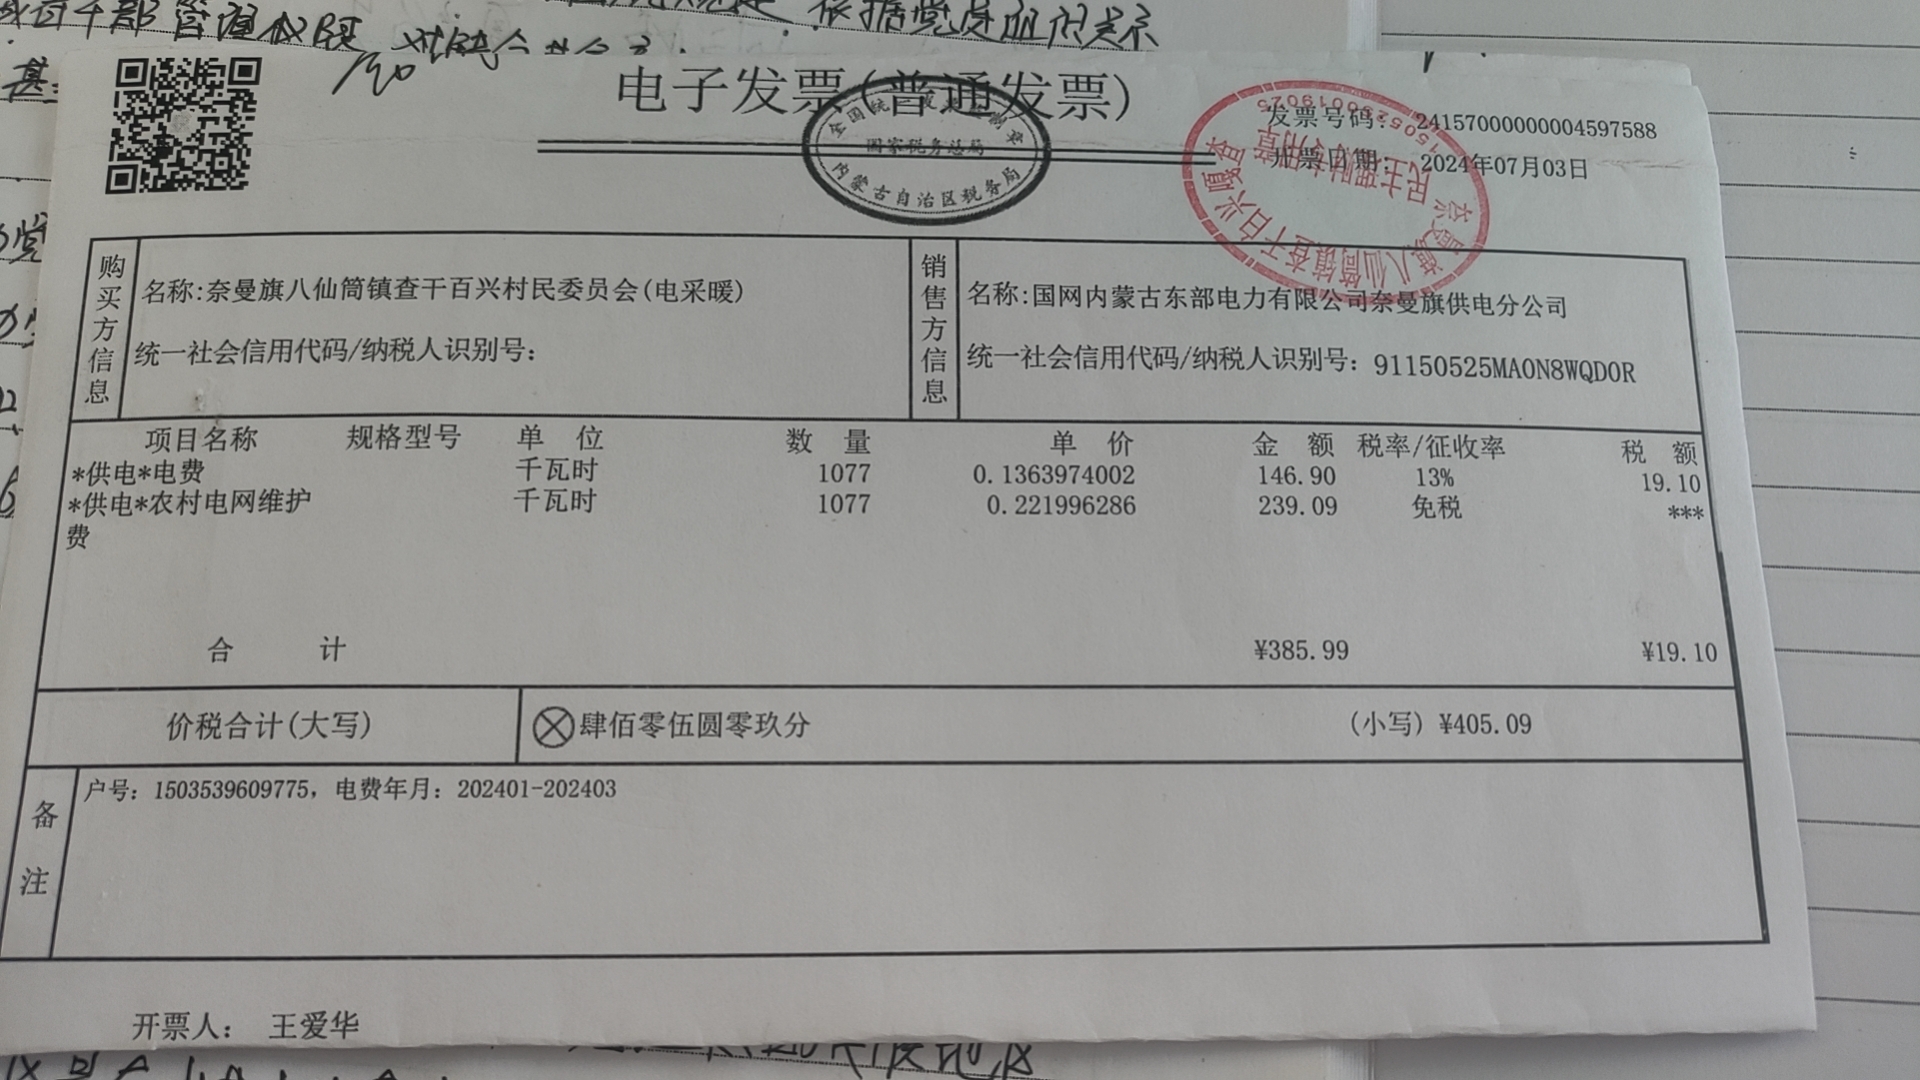 电子发票(普通发票)
全国统一发票监制章
国家税务总局
内蒙古自治区税务局
发票号码: 24157000000004597588
开票日期: 2024年07月03日
购买方信息
名称:奈曼旗八仙筒镇查干百兴村民委员会(电采暖)
统一社会信用代码/纳税人识别号:
销售方信息
名称:国网内蒙古东部电力有限公司奈曼旗供电分公司
统一社会信用代码/纳税人识别号: 91150525MA0N8WQD0R
项目名称 规格型号 单位 数量 单价 金额 税率/征收率 税额
*供电*电费 千瓦时 1077 0.1363974002 146.90 13% 19.10
*供电*农村电网维护 千瓦时 1077 0.221996286 239.09 免税 ***
费
合计 ¥385.99 ¥19.10
价税合计(大写) 肆佰零伍圆零玖分 (小写) ¥405.09
备注
户号: 1503539609775, 电费年月: 202401-202403
开票人: 王爱华